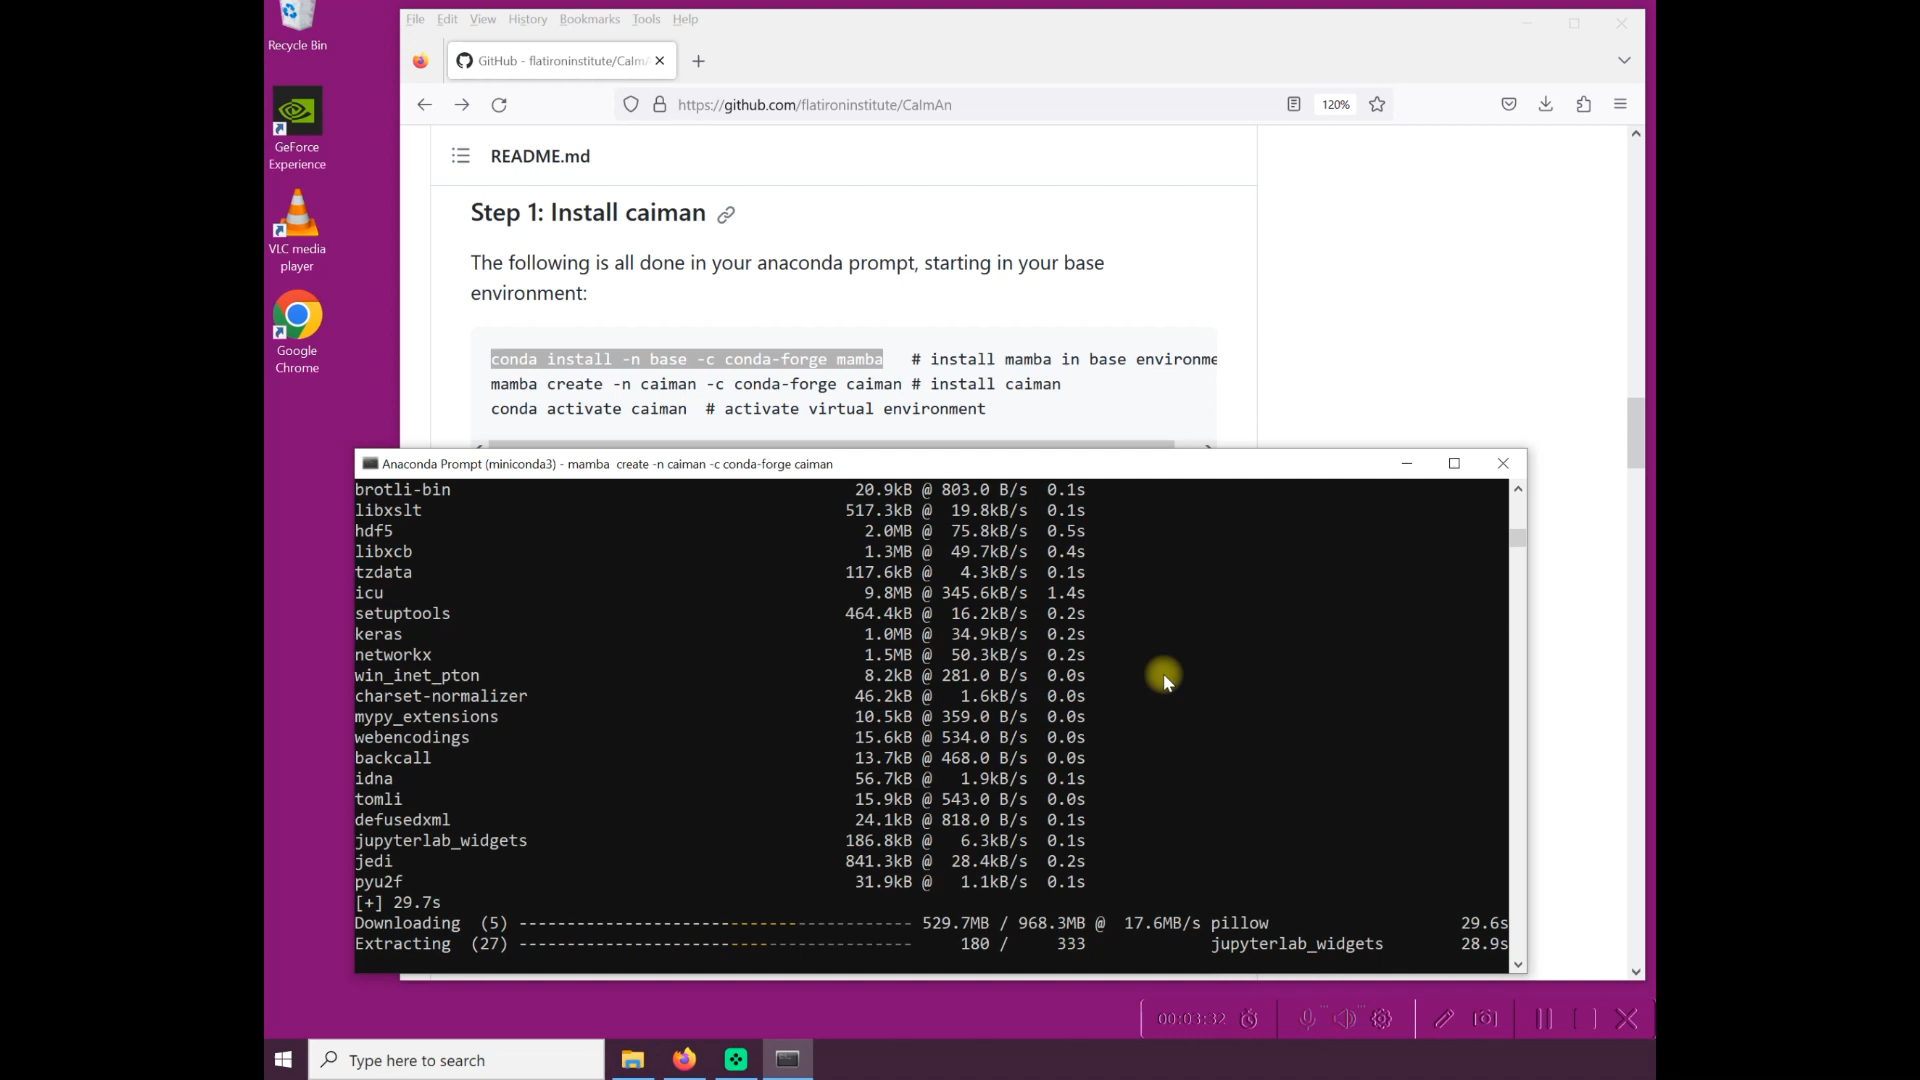 Recycle Bin
GeForce
Experience
VLC media
player
Google
Chrome
File Edit View History Bookmarks Tools Help
GitHub - flatironinstitute/CaImA
https://github.com/flatironinstitute/CaImAn
120%
README.md
Step 1: Install caiman
The following is all done in your anaconda prompt, starting in your base
environment:
conda install -n base -c conda-forge mamba # install mamba in base environme
mamba create -n caiman -c conda-forge caiman # install caiman
conda activate caiman # activate virtual environment
Anaconda Prompt (miniconda3) - mamba create -n caiman -c conda-forge caiman
brotli-bin 20.9kB @ 803.0 B/s 0.1s
libxslt 517.3kB @ 19.8kB/s 0.1s
hdf5 2.0MB @ 75.8kB/s 0.5s
libxcb 1.3MB @ 49.7kB/s 0.4s
tzdata 117.6kB @ 4.3kB/s 0.1s
icu 9.8MB @ 345.6kB/s 1.4s
setuptools 464.4kB @ 16.2kB/s 0.2s
keras 1.0MB @ 34.9kB/s 0.2s
networkx 1.5MB @ 50.3kB/s 0.2s
win_inet_pton 8.2kB @ 281.0 B/s 0.0s
charset-normalizer 46.2kB @ 1.6kB/s 0.0s
mypy_extensions 10.5kB @ 359.0 B/s 0.0s
webencodings 15.6kB @ 534.0 B/s 0.0s
backcall 13.7kB @ 468.0 B/s 0.0s
idna 56.7kB @ 1.9kB/s 0.1s
tomli 15.9kB @ 543.0 B/s 0.0s
defusedxml 24.1kB @ 818.0 B/s 0.1s
jupyterlab_widgets 186.8kB @ 6.3kB/s 0.1s
jedi 841.3kB @ 28.4kB/s 0.2s
pyu2f 31.9kB @ 1.1kB/s 0.1s
[+] 29.7s
Downloading (5) ----------------------------------------- 529.7MB / 968.3MB @ 17.6MB/s pillow 29.6s
Extracting (27) ----------------------------------------- 180 / 333 jupyterlab_widgets 28.9s
00:03:32
Type here to search